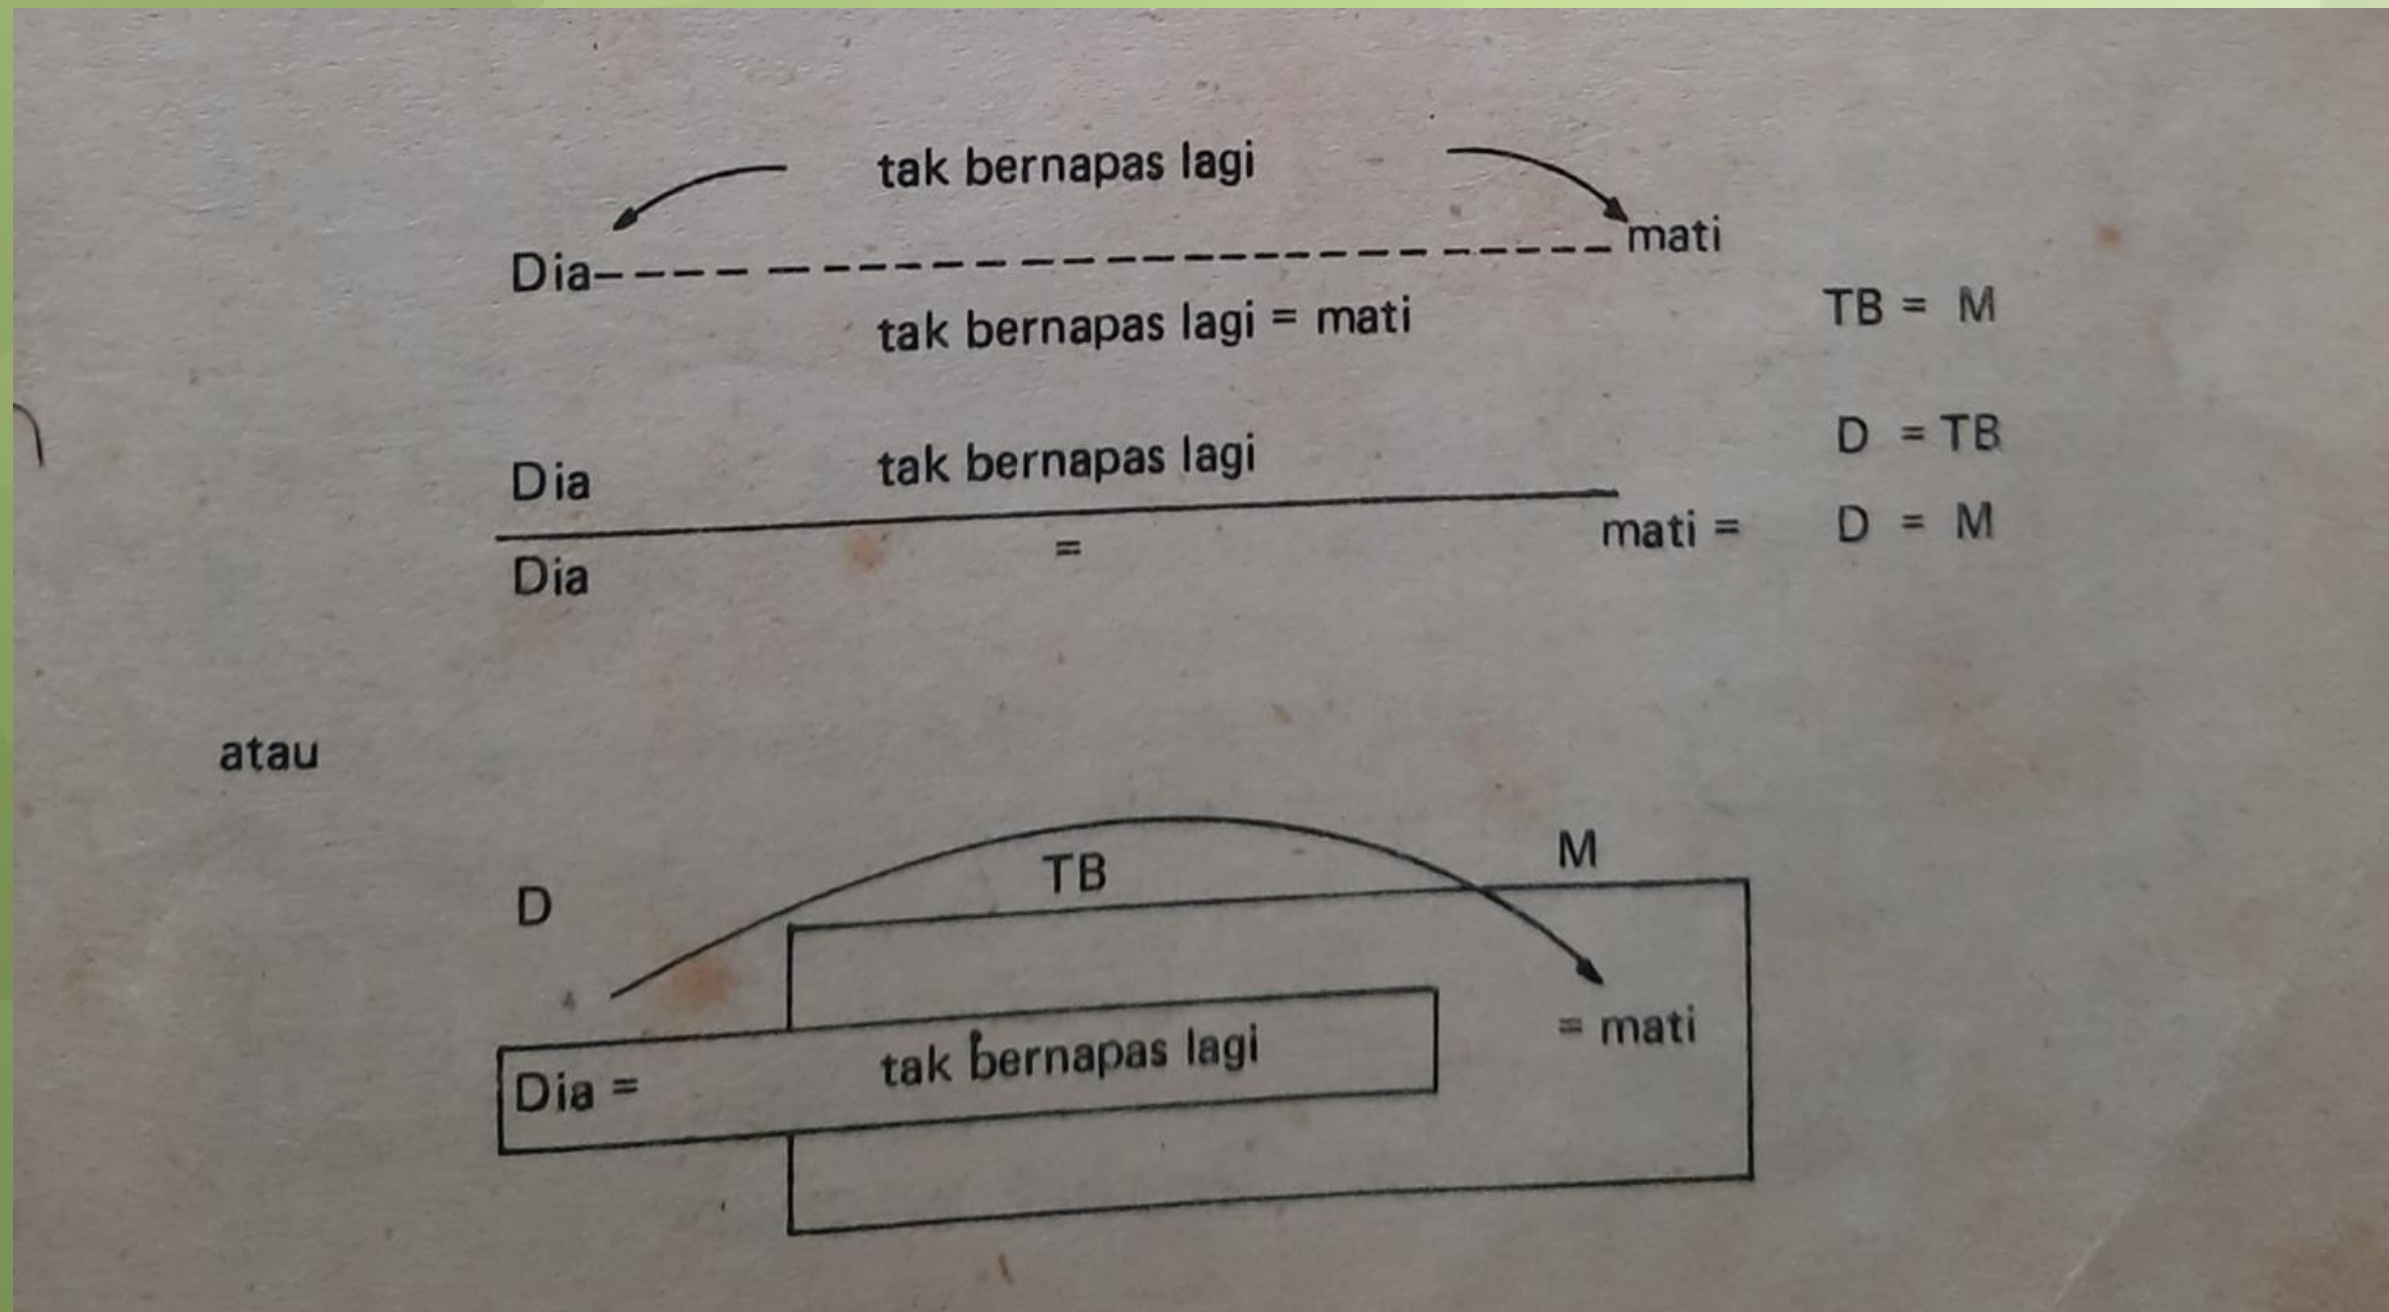 tak bernapas lagi
Dia mati
tak bernapas lagi = mati TB = M
Dia tak bernapas lagi D = TB
Dia = mati = D = M
atau
D TB M
Dia = tak bernapas lagi = mati